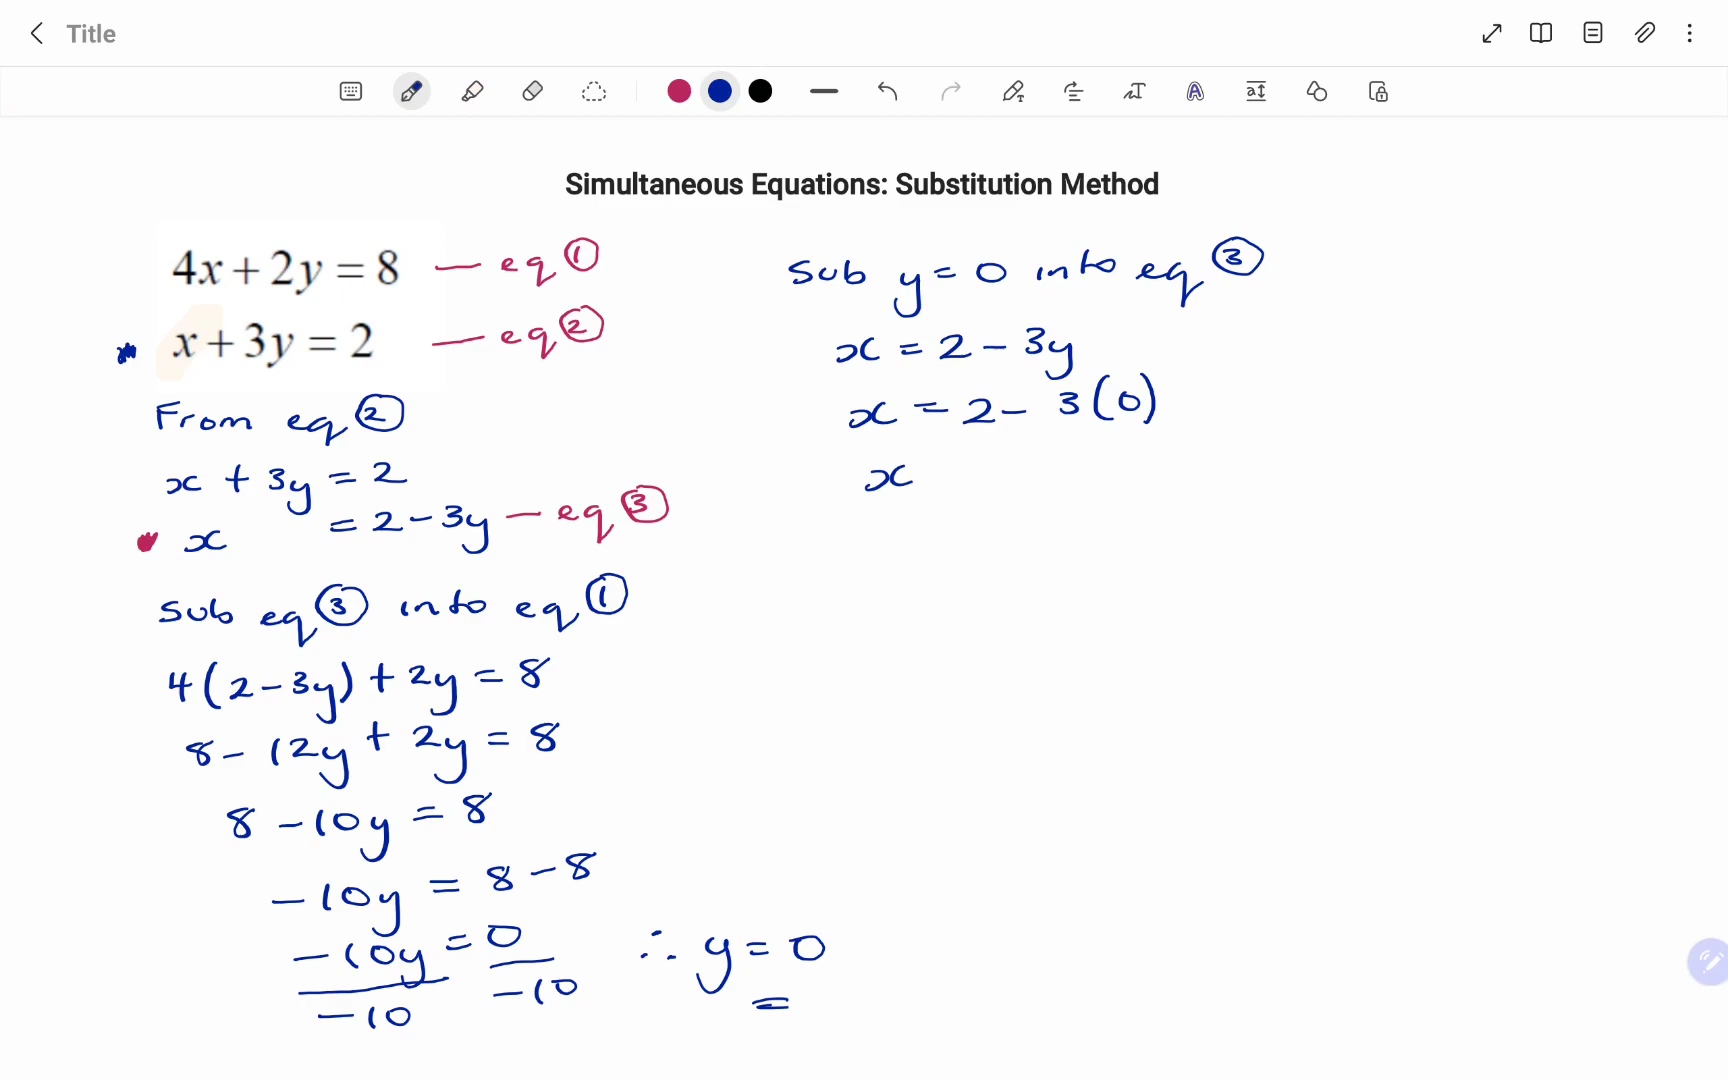 Title
Simultaneous Equations: Substitution Method
4x + 2y = 8 — eq ①
x + 3y = 2 — eq ②
From eq ②
x + 3y = 2
x = 2 - 3y — eq ③
Sub eq ③ into eq ①
4(2 - 3y) + 2y = 8
8 - 12y + 2y = 8
8 - 10y = 8
-10y = 8 - 8
-10y = 0
-10 -10
∴ y = 0
Sub y = 0 into eq ③
x = 2 - 3y
x = 2 - 3(0)
x